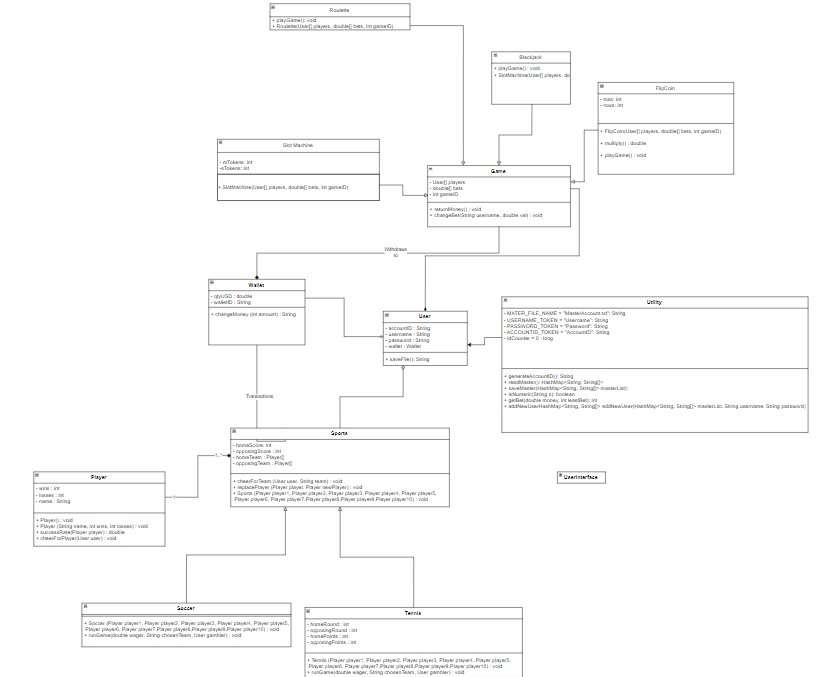 Roulette
+ playGame() : void
+ Roulette(User[] players, double[] bets, int gameID)
Blackjack
+ playGame() : void
+ SlotMachine(User[] players, do
FlipCoin
- toss: int
- rows: int
+ FlipCoin(User[] players, double[] bets, int gameID)
+ multiply() : double
+ playGame() : void
Slot Machine
- mTokens: int
-sTokens: int
+ SlotMachine(User[] players, double[] bets, int gameID)
Game
- User[] players
- double[] bets
- int gameID
+ returnMoney() : void
+ changeBet(String username, double val) : void
Withdraws
to
Wallet
- qtyUSD : double
- walletID : String
+ changeMoney (int amount) : String
User
- accountID : String
- username : String
- password : String
- wallet : Wallet
+ saveFile(): String
Utility
- MATER_FILE_NAME = "MasterAccount.txt": String
- USERNAME_TOKEN = "Username": String
- PASSWORD_TOKEN = "Password": String
- ACCOUNTID_TOKEN = "AccountID": String
- idCounter = 0 : long
+ generateAccountID(): String
+ readMaster(): HashMap<String, String[]>
+ saveMaster(HashMap<String, String[]> masterList):
+ isNumeric(String s): boolean
+ getBet(double money, int leastBet): int
+ addNewUserHashMap<String, String[]> addNewUser(HashMap<String, String[]> masterList, String username, String password)
Transactions
Sports
- homeScore: int
- opposingScore : int
- homeTeam : Player[]
- opposingTeam : Player[]
+ cheerForTeam (User user, String team) : void
+ replacePlayer (Player player, Player newPlayer) : void
+ Sports (Player player1, Player player2, Player player3, Player player4, Player player5,
Player player6, Player player7,Player player8,Player player9,Player player10) : void
1..*
1
Player
- wins : int
- losses : int
- name : String
+ Player() : void
+ Player (String name, int wins, int losses) : void
+ successRate(Player player) : double
+ cheerForPlayer(User user) : void
UserInterface
Soccer
+ Soccer (Player player1, Player player2, Player player3, Player player4, Player player5,
Player player6, Player player7,Player player8,Player player9,Player player10) : void
+ runGame(double wager, String chosenTeam, User gambler) : void
Tennis
- homeRound : int
- opposingRound : int
- homePoints : int
- opposingPoints : int
+ Tennis (Player player1, Player player2, Player player3, Player player4, Player player5,
Player player6, Player player7,Player player8,Player player9,Player player10) : void
+ runGame(double wager, String chosenTeam, User gambler) : void